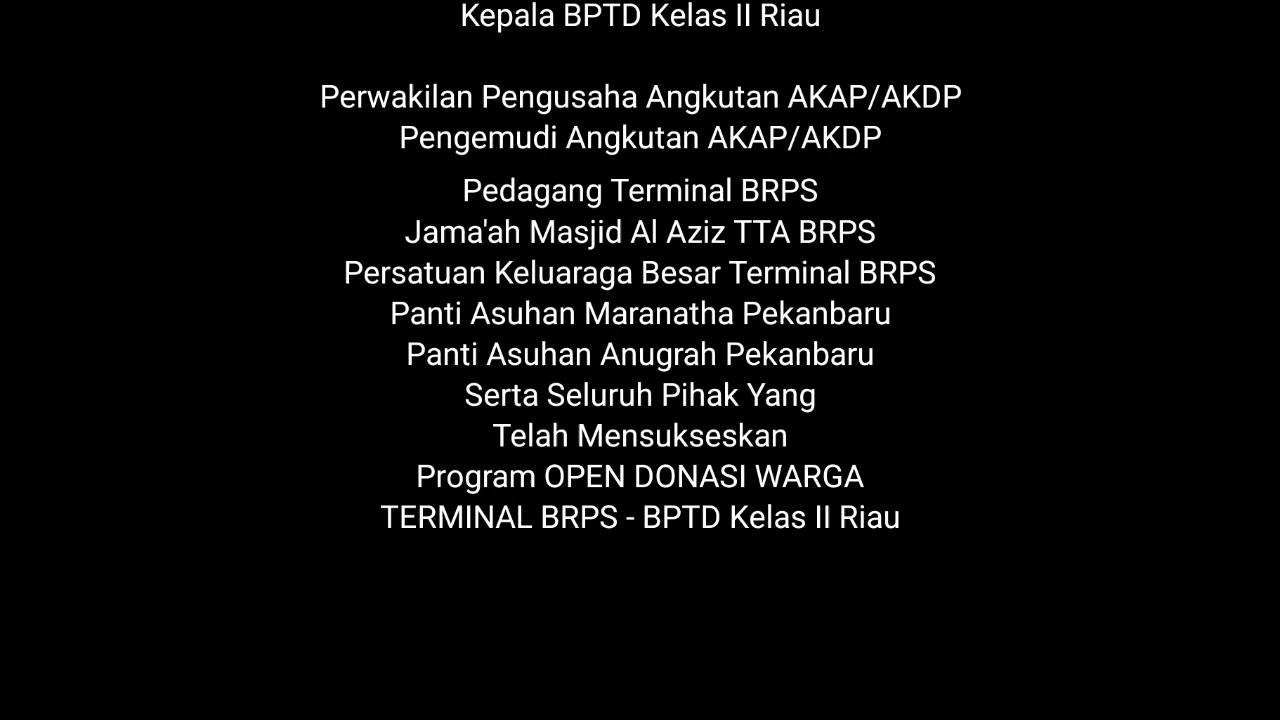 Kepala BPTD Kelas II Riau
Perwakilan Pengusaha Angkutan AKAP/AKDP
Pengemudi Angkutan AKAP/AKDP
Pedagang Terminal BRPS
Jama'ah Masjid Al Aziz TTA BRPS
Persatuan Keluaraga Besar Terminal BRPS
Panti Asuhan Maranatha Pekanbaru
Panti Asuhan Anugrah Pekanbaru
Serta Seluruh Pihak Yang
Telah Mensukseskan
Program OPEN DONASI WARGA
TERMINAL BRPS - BPTD Kelas II Riau